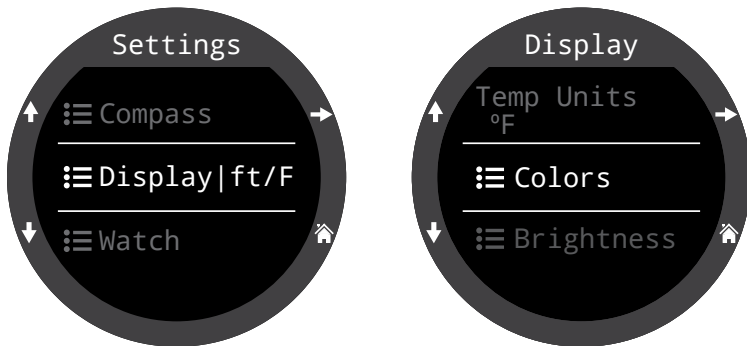 Settings
Compass
Display|ft/F
Watch
Display
Temp Units
ºF
Colors
Brightness